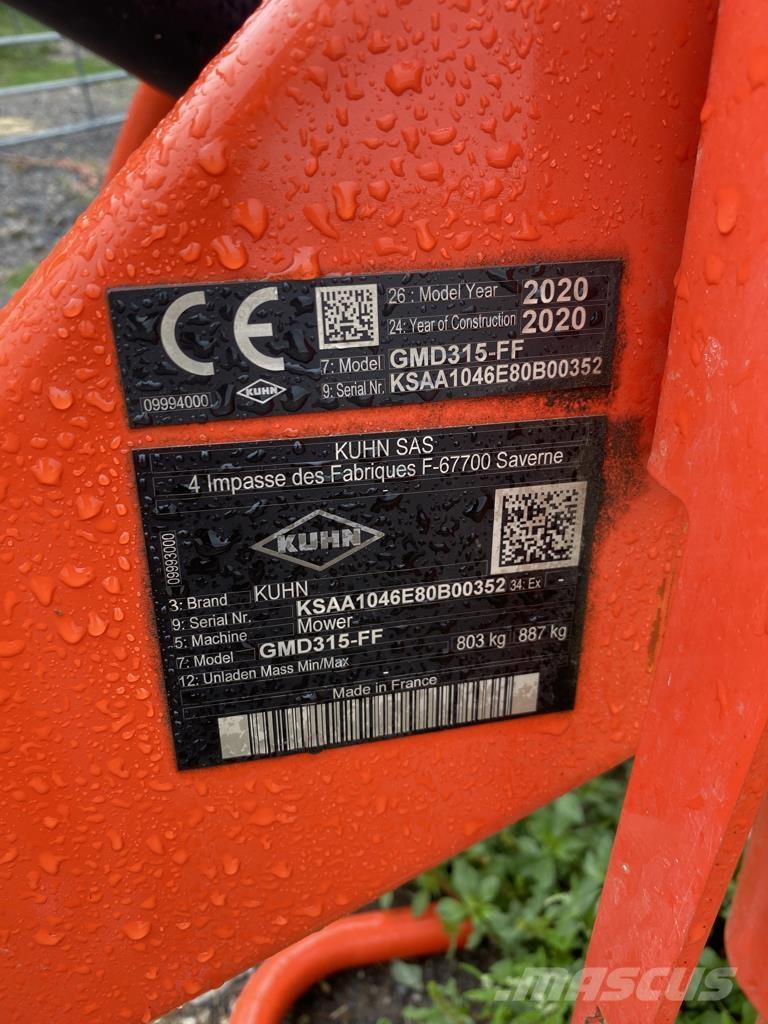 CE
26 : Model Year 2020
24: Year of Construction 2020
7: Model GMD315-FF
9: Serial Nr. KSAA1046E80B00352
09994000 KUHN
KUHN SAS
4 Impasse des Fabriques F-67700 Saverne
09993000
KUHN
3: Brand KUHN
9: Serial Nr. KSAA1046E80B00352 34: Ex -
5: Machine Mower
7: Model GMD315-FF
12: Unladen Mass Min/Max 803 kg 887 kg
Made in France
MASCUS